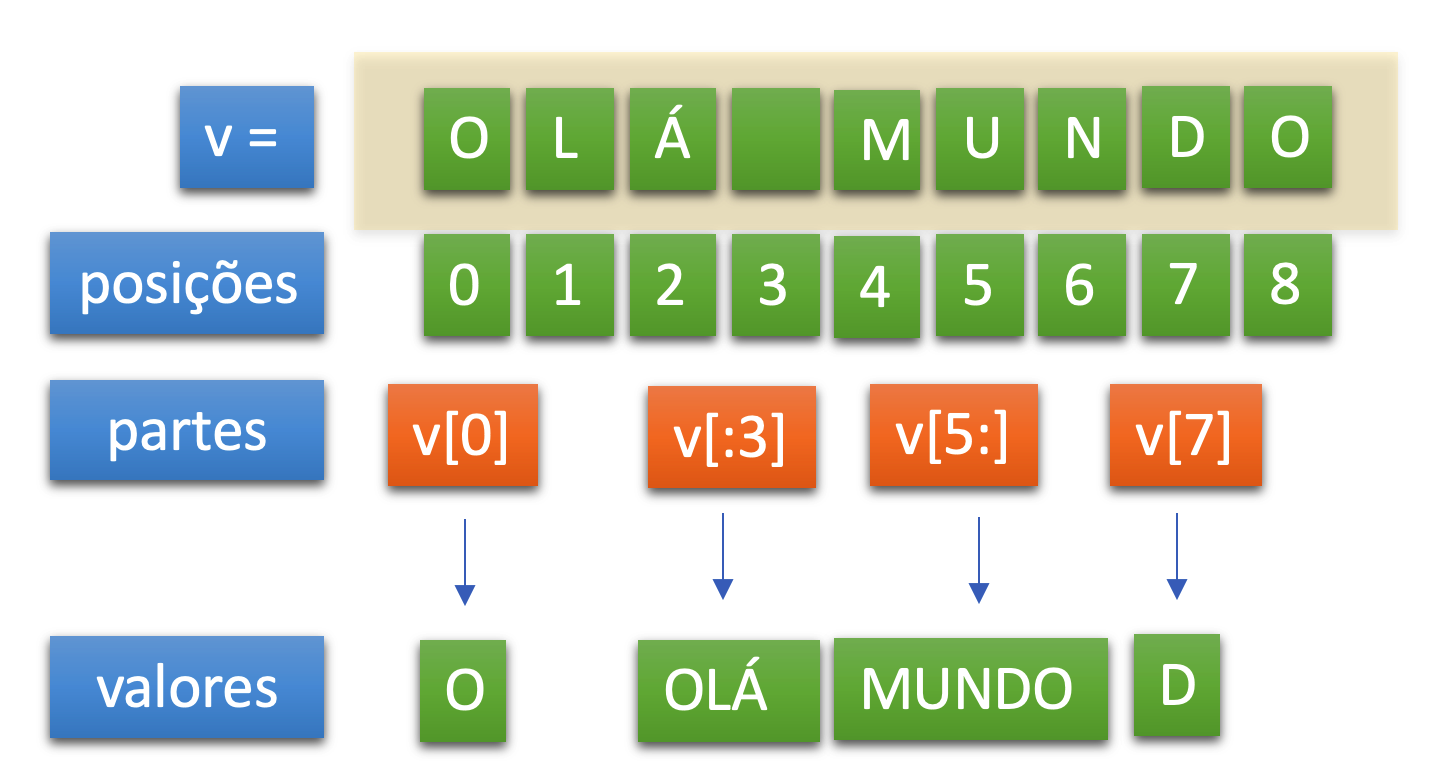 v = O L Á M U N D O
posições 0 1 2 3 4 5 6 7 8
partes v[0] v[:3] v[5:] v[7]
valores O OLÁ MUNDO D